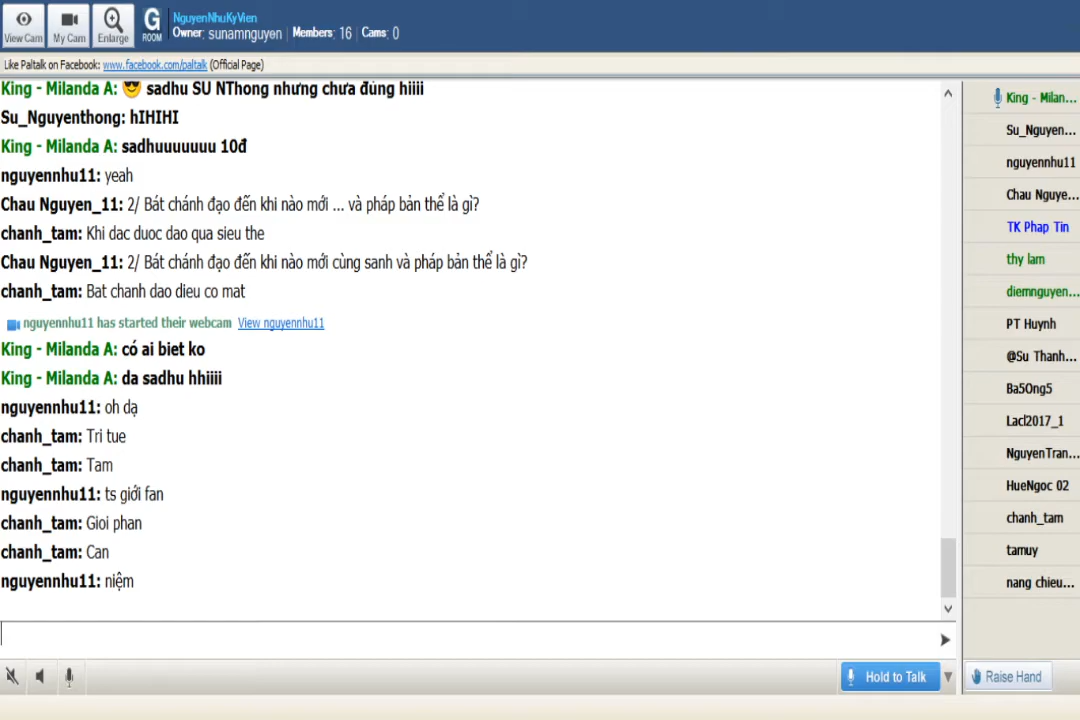 NguyenNhuKyVien
View Cam My Cam Enlarge G ROOM Owner: sunamnguyen Members: 16 Cams: 0
Like Paltalk on Facebook: www.facebook.com/paltalk (Official Page)
King - Milanda A: sadhu SU NThong nhưng chưa đúng hiiii
Su_Nguyenthong: hIHIHI
King - Milanda A: sadhuuuuuuu 10đ
nguyennhu11: yeah
Chau Nguyen_11: 2/ Bát chánh đạo đến khi nào mới ... và pháp bản thể là gì?
chanh_tam: Khi dac duoc dao qua sieu the
Chau Nguyen_11: 2/ Bát chánh đạo đến khi nào mới cùng sanh và pháp bản thể là gì?
chanh_tam: Bat chanh dao dieu co mat
nguyennhu11 has started their webcam View nguyennhu11
King - Milanda A: có ai biet ko
King - Milanda A: da sadhu hhiiii
nguyennhu11: oh dạ
chanh_tam: Tri tue
chanh_tam: Tam
nguyennhu11: ts giới fan
chanh_tam: Gioi phan
chanh_tam: Can
nguyennhu11: niệm
King - Milan...
Su_Nguyen...
nguyennhu11
Chau Nguye...
TK Phap Tin
thy lam
diemnguyen...
PT Huynh
@Su Thanh...
Ba5Ong5
Lacl2017_1
NguyenTran...
HueNgoc 02
chanh_tam
tamuy
nang chieu...
Hold to Talk
Raise Hand